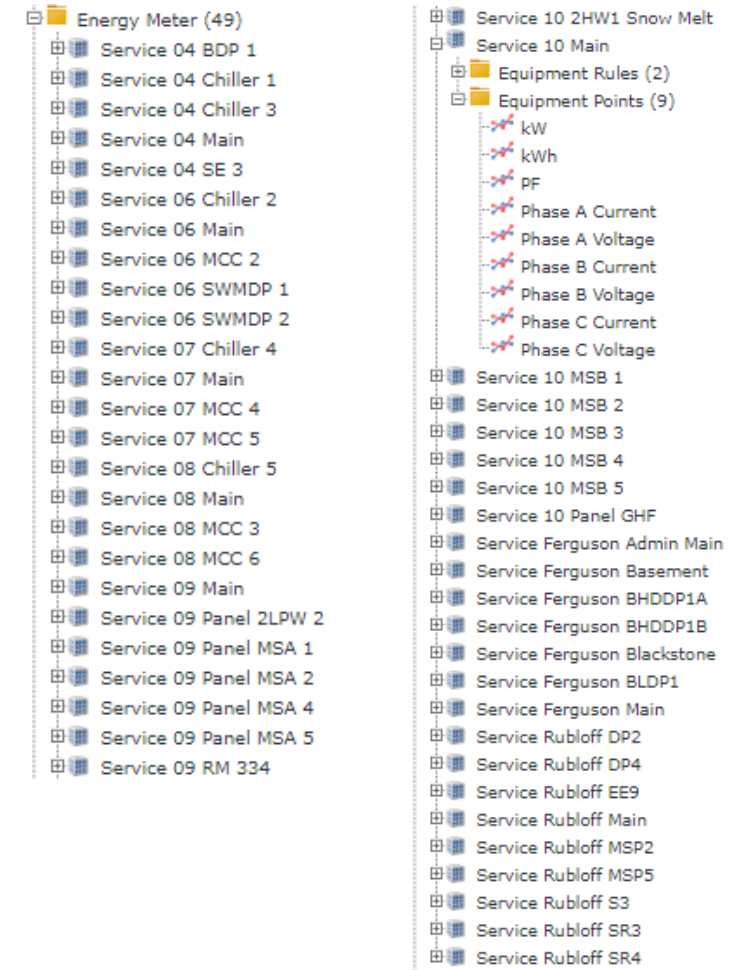 Energy Meter (49)
Service 04 BDP 1
Service 04 Chiller 1
Service 04 Chiller 3
Service 04 Main
Service 04 SE 3
Service 06 Chiller 2
Service 06 Main
Service 06 MCC 2
Service 06 SWMDP 1
Service 06 SWMDP 2
Service 07 Chiller 4
Service 07 Main
Service 07 MCC 4
Service 07 MCC 5
Service 08 Chiller 5
Service 08 Main
Service 08 MCC 3
Service 08 MCC 6
Service 09 Main
Service 09 Panel 2LPW 2
Service 09 Panel MSA 1
Service 09 Panel MSA 2
Service 09 Panel MSA 4
Service 09 Panel MSA 5
Service 09 RM 334
Service 10 2HW1 Snow Melt
Service 10 Main
Equipment Rules (2)
Equipment Points (9)
kW
kWh
PF
Phase A Current
Phase A Voltage
Phase B Current
Phase B Voltage
Phase C Current
Phase C Voltage
Service 10 MSB 1
Service 10 MSB 2
Service 10 MSB 3
Service 10 MSB 4
Service 10 MSB 5
Service 10 Panel GHF
Service Ferguson Admin Main
Service Ferguson Basement
Service Ferguson BHDDP1A
Service Ferguson BHDDP1B
Service Ferguson Blackstone
Service Ferguson BLDP1
Service Ferguson Main
Service Rubloff DP2
Service Rubloff DP4
Service Rubloff EE9
Service Rubloff Main
Service Rubloff MSP2
Service Rubloff MSP5
Service Rubloff S3
Service Rubloff SR3
Service Rubloff SR4